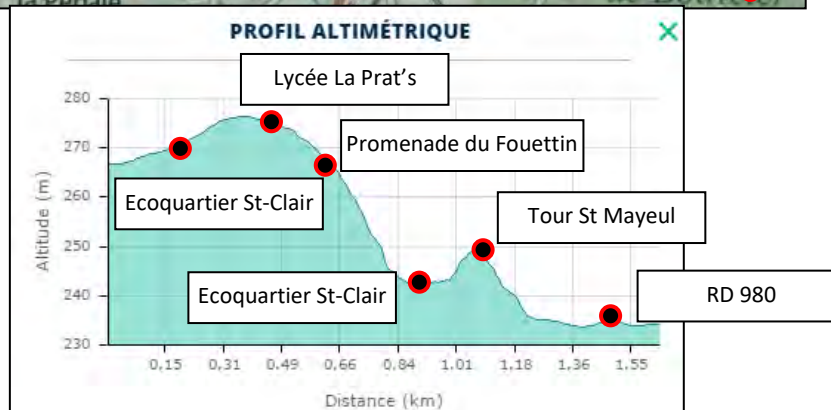 PROFIL ALTIMÉTRIQUE
Lycée La Prat’s
280
270
Promenade du Fouettin
260
Ecoquartier St-Clair
Tour St Mayeul
250
Altitude (m)
Ecoquartier St-Clair
RD 980
240
230
0,15 0,31 0,49 0,66 0,84 1,01 1,18 1,36 1,55
Distance (km)